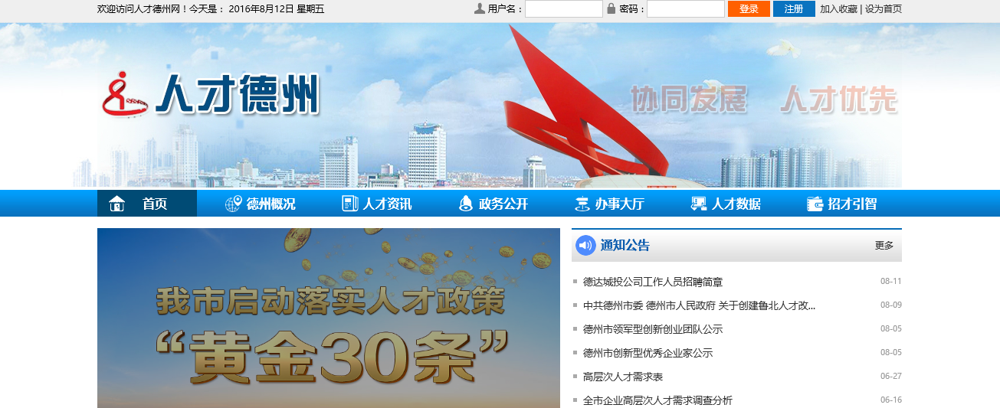 欢迎访问人才德州网！今天是： 2016年8月12日 星期五 用户名： 密码： 登录 注册 加入收藏 | 设为首页
人才德州
协同发展 人才优先
首页 德州概况 人才资讯 政务公开 办事大厅 人才数据 招才引智
我市启动落实人才政策
“黄金30条”
通知公告 更多
德达城投公司工作人员招聘简章 08-11
中共德州市委 德州市人民政府 关于创建鲁北人才改... 08-09
德州市领军型创新创业团队公示 08-05
德州市创新型优秀企业家公示 08-05
高层次人才需求表 06-27
全市企业高层次人才需求调查分析 06-16